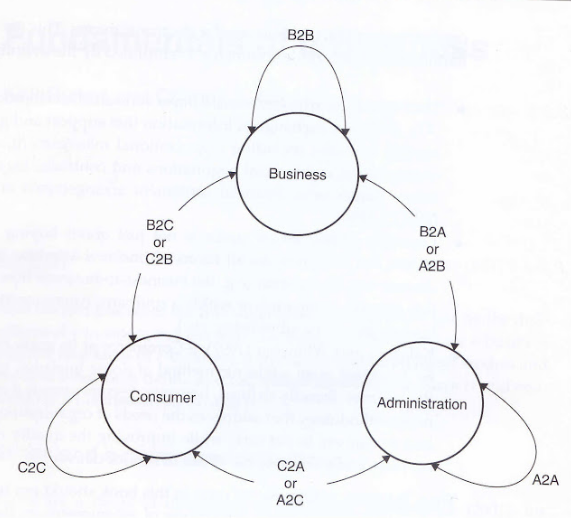 B2B
Business
B2C
or
C2B
B2A
or
A2B
Consumer
Administration
C2C
C2A
or
A2C
A2A